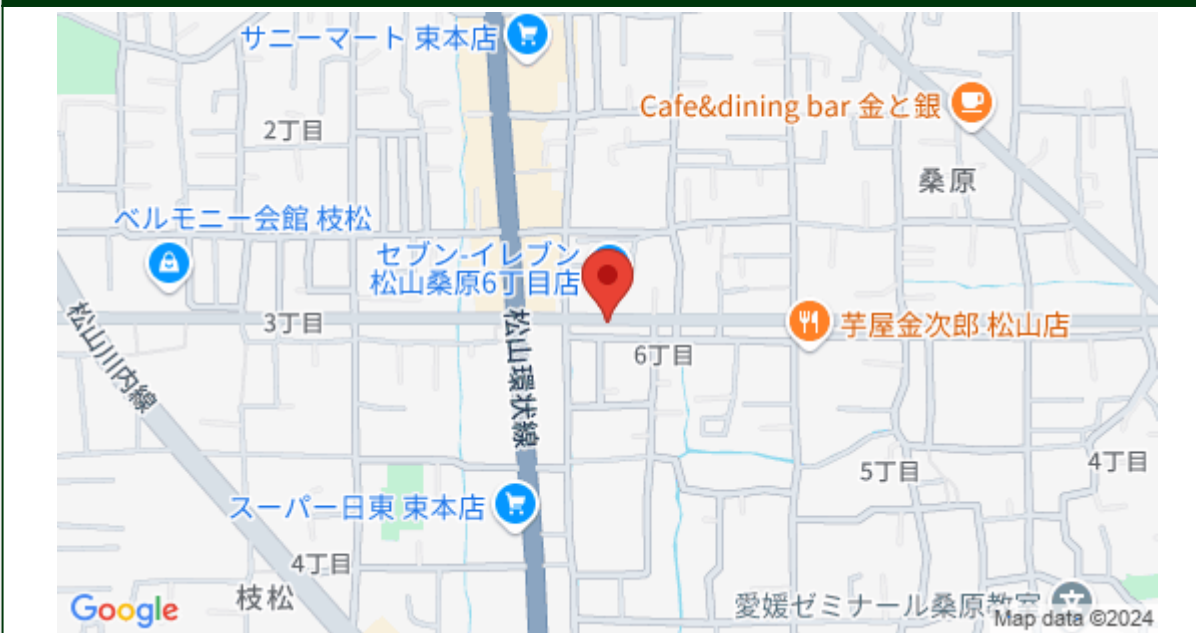 サニーマート 束本店
Cafe&dining bar 金と銀
2丁目
桑原
ベルモニー会館 枝松
セブン-イレブン
松山桑原6丁目店
3丁目
松山環状線
芋屋金次郎 松山店
松山川内線
6丁目
5丁目
4丁目
スーパー日東 束本店
4丁目
枝松
愛媛ゼミナール桑原教室
文
Google
Map data ©2024